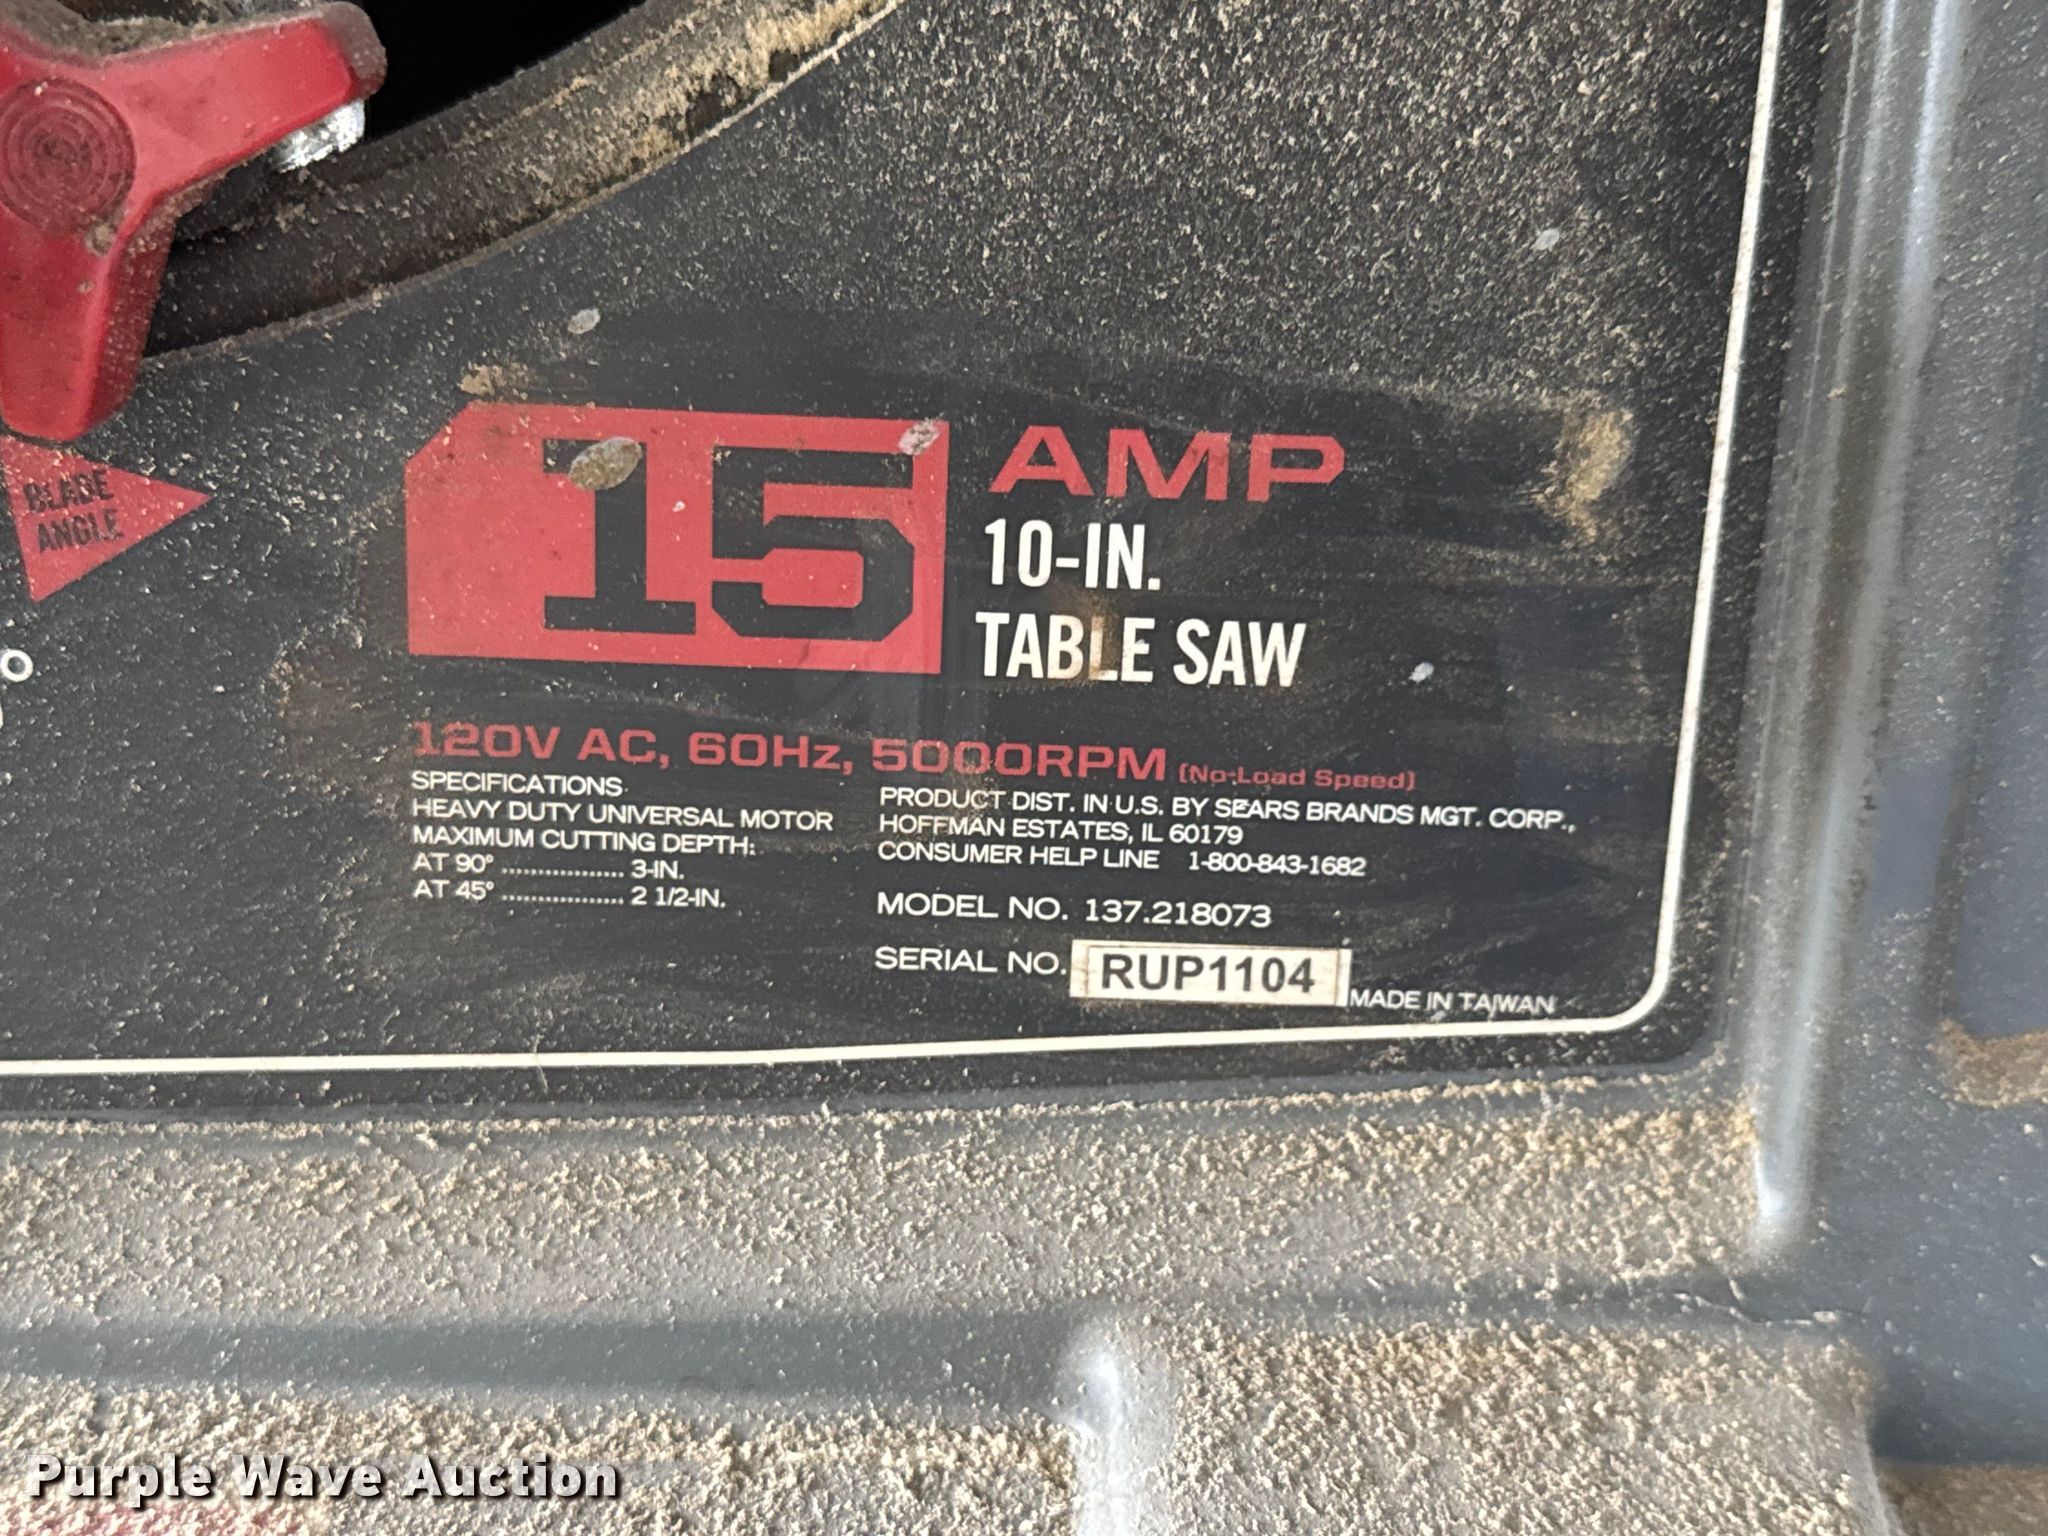 BLADE
ANGLE
15
AMP
10-IN.
TABLE SAW
120V AC, 60Hz, 5000RPM (No-Load Speed)
SPECIFICATIONS
HEAVY DUTY UNIVERSAL MOTOR
MAXIMUM CUTTING DEPTH:
AT 90° .................. 3-IN.
AT 45° .................. 2 1/2-IN.
PRODUCT DIST. IN U.S. BY SEARS BRANDS MGT. CORP.,
HOFFMAN ESTATES, IL 60179
CONSUMER HELP LINE 1-800-843-1682
MODEL NO. 137.218073
SERIAL NO. RUP1104
MADE IN TAIWAN
Purple Wave Auction